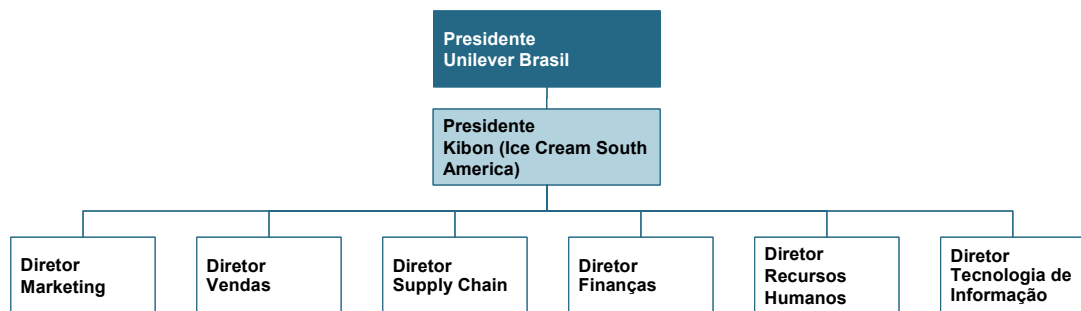 Presidente
Unilever Brasil
Presidente
Kibon (Ice Cream South
America)
Diretor
Marketing
Diretor
Vendas
Diretor
Supply Chain
Diretor
Finanças
Diretor
Recursos
Humanos
Diretor
Tecnologia de
Informação